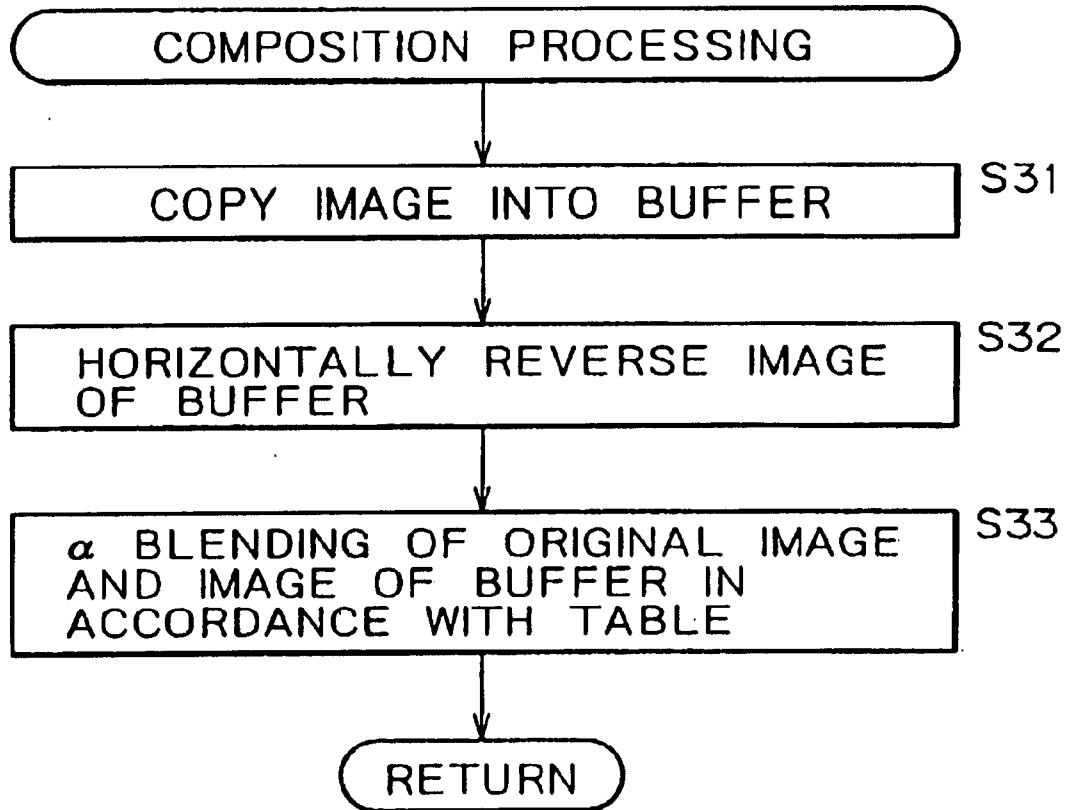 COMPOSITION PROCESSING
COPY IMAGE INTO BUFFER
S31
HORIZONTALLY REVERSE IMAGE
OF BUFFER
S32
α BLENDING OF ORIGINAL IMAGE
AND IMAGE OF BUFFER IN
ACCORDANCE WITH TABLE
S33
RETURN